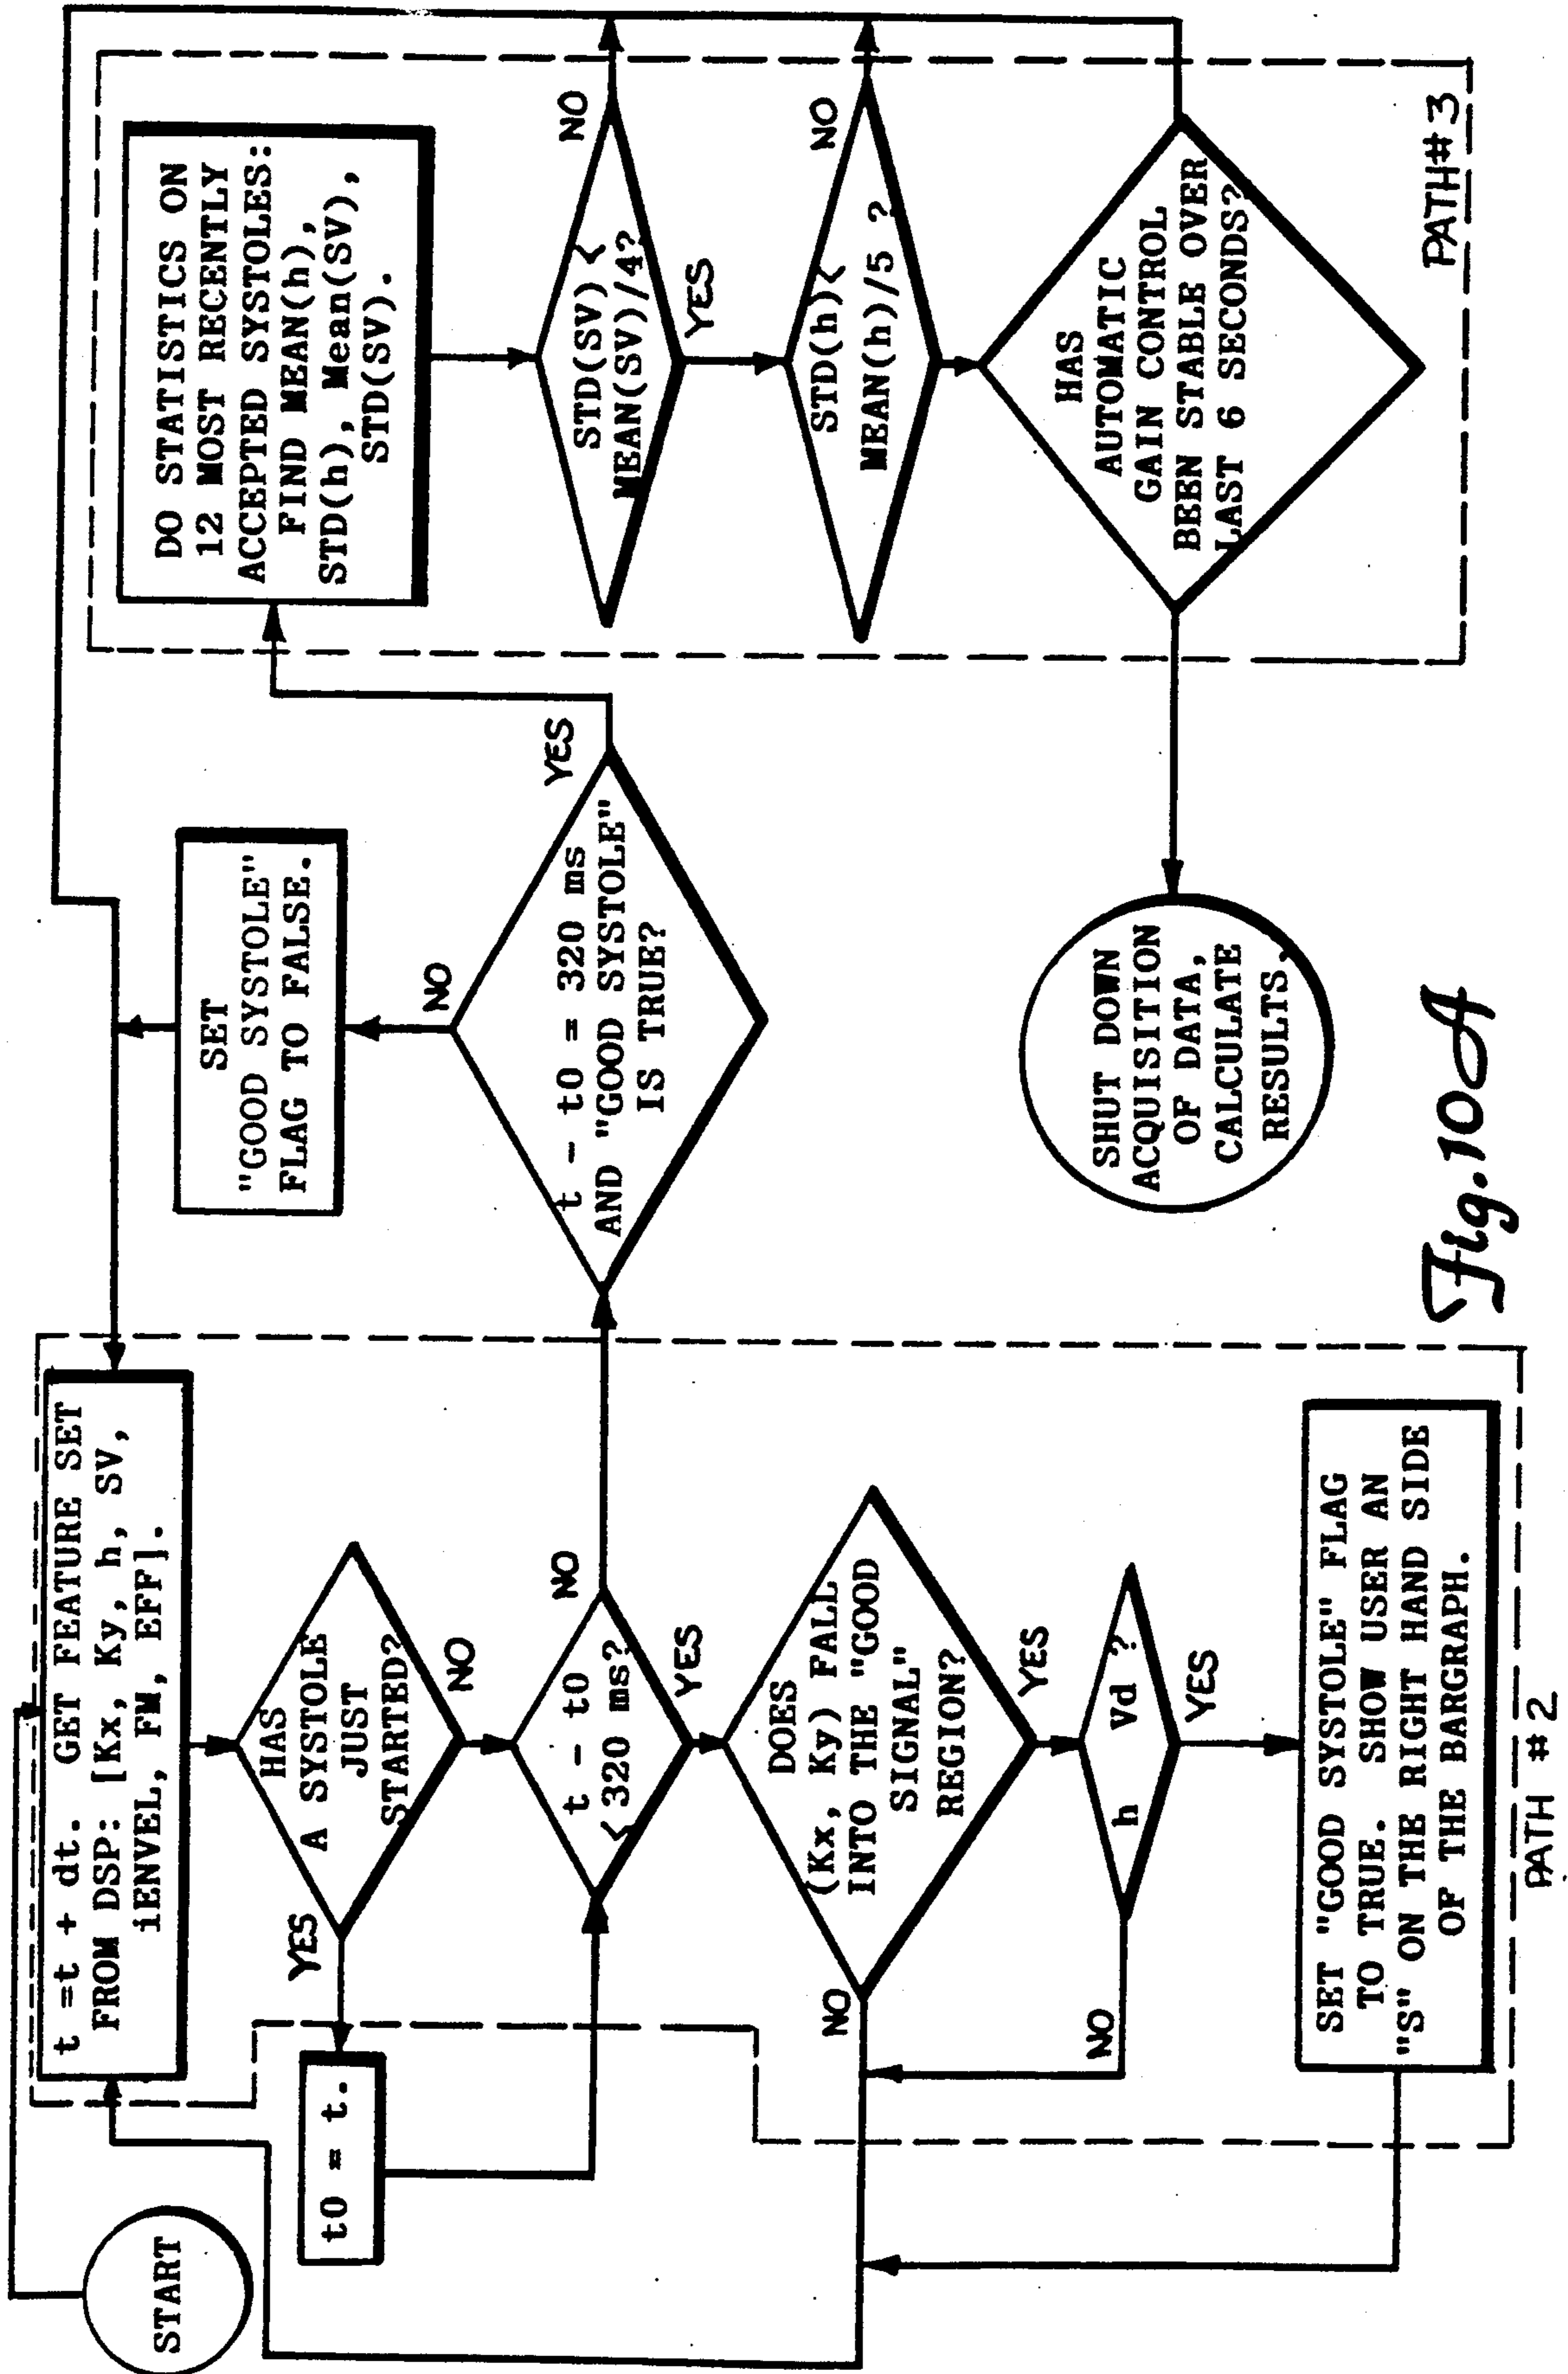 START
t =t + dt.  GET FEATURE SET
FROM DSP: [Kx, Ky, h, SV,
iENVEL, FM, EFF].
HAS
A SYSTOLE
JUST
STARTED?
YES
NO
t0 = t.
t - t0
< 320 ms?
NO
YES
DOES
(Kx, Ky) FALL
INTO THE "GOOD
SIGNAL"
REGION?
NO
YES
h   Vd ?
NO
YES
SET "GOOD SYSTOLE" FLAG
TO TRUE.  SHOW USER AN
"S" ON THE RIGHT HAND SIDE
OF THE BARGRAPH.
PATH #2
SET
"GOOD SYSTOLE"
FLAG TO FALSE.
NO
t - t0 = 320 ms
AND "GOOD SYSTOLE"
IS TRUE?
YES
DO STATISTICS ON
12 MOST RECENTLY
ACCEPTED SYSTOLES:
FIND MEAN(h),
STD(h), Mean(SV),
STD(SV).
STD(SV) <
MEAN(SV)/4?
NO
YES
STD(h)<
MEAN(h)/5 ?
NO
HAS
AUTOMATIC
GAIN CONTROL
BEEN STABLE OVER
LAST 6 SECONDS?
PATH#3
SHUT DOWN
ACQUISITION
OF DATA,
CALCULATE
RESULTS.
Fig.10A